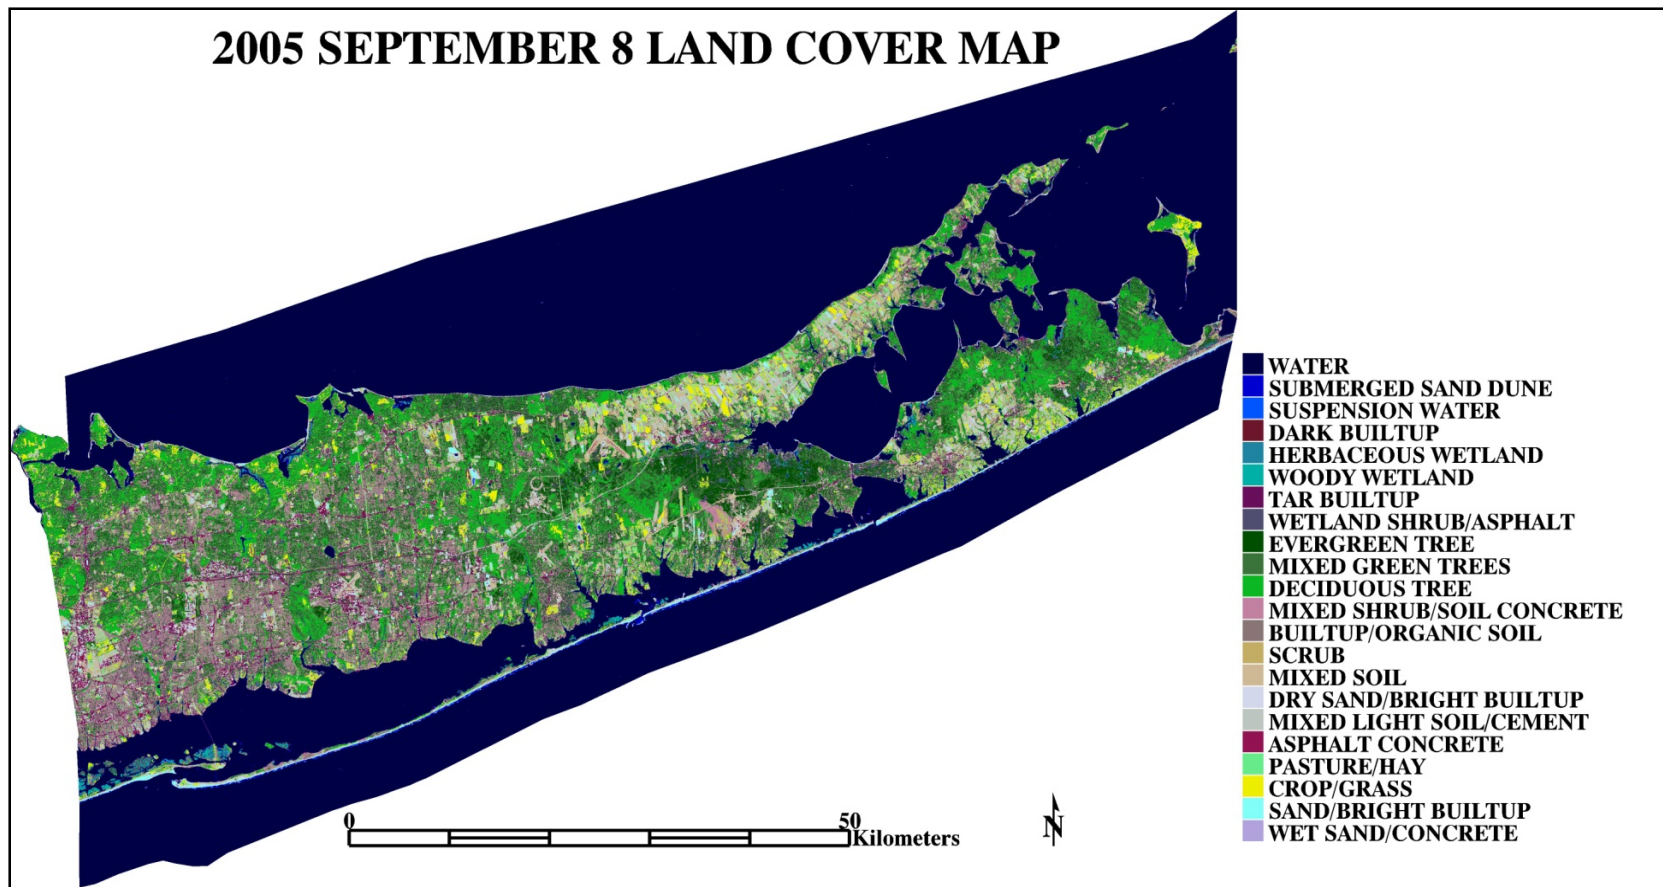 2005 SEPTEMBER 8 LAND COVER MAP
WATER
SUBMERGED SAND DUNE
SUSPENSION WATER
DARK BUILTUP
HERBACEOUS WETLAND
WOODY WETLAND
TAR BUILTUP
WETLAND SHRUB/ASPHALT
EVERGREEN TREE
MIXED GREEN TREES
DECIDUOUS TREE
MIXED SHRUB/SOIL CONCRETE
BUILTUP/ORGANIC SOIL
SCRUB
MIXED SOIL
DRY SAND/BRIGHT BUILTUP
MIXED LIGHT SOIL/CEMENT
ASPHALT CONCRETE
PASTURE/HAY
CROP/GRASS
SAND/BRIGHT BUILTUP
WET SAND/CONCRETE
0 50
Kilometers
N